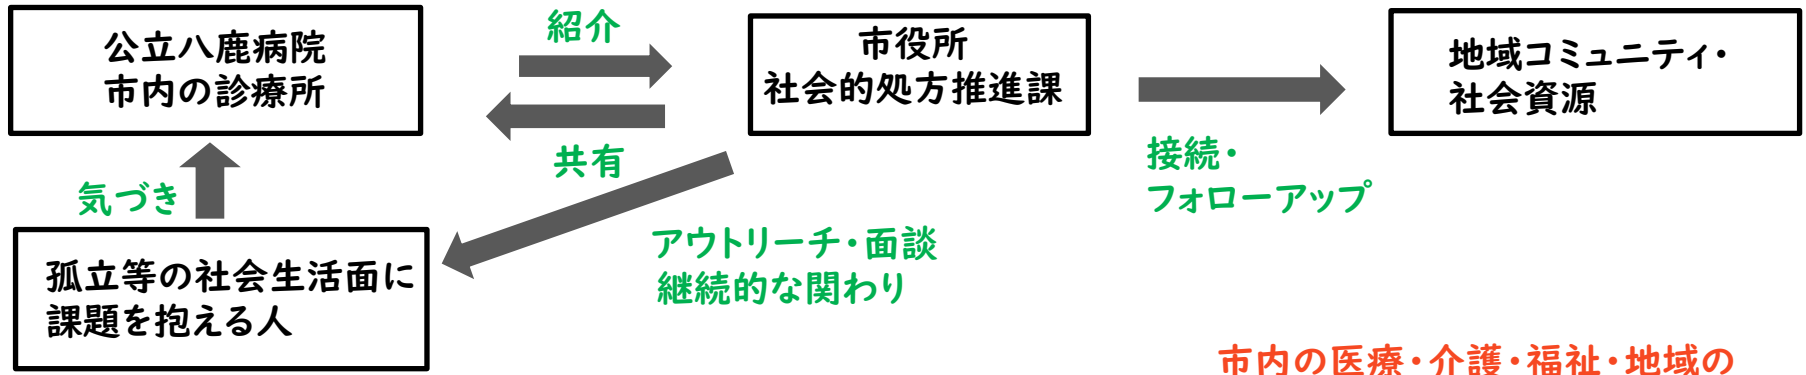 公立八鹿病院
市内の診療所
紹介
共有
市役所
社会的処方推進課
地域コミュニティ・
社会資源
接続・
フォローアップ
気づき
孤立等の社会生活面に
課題を抱える人
アウトリーチ・面談
継続的な関わり
市内の医療・介護・福祉・地域の